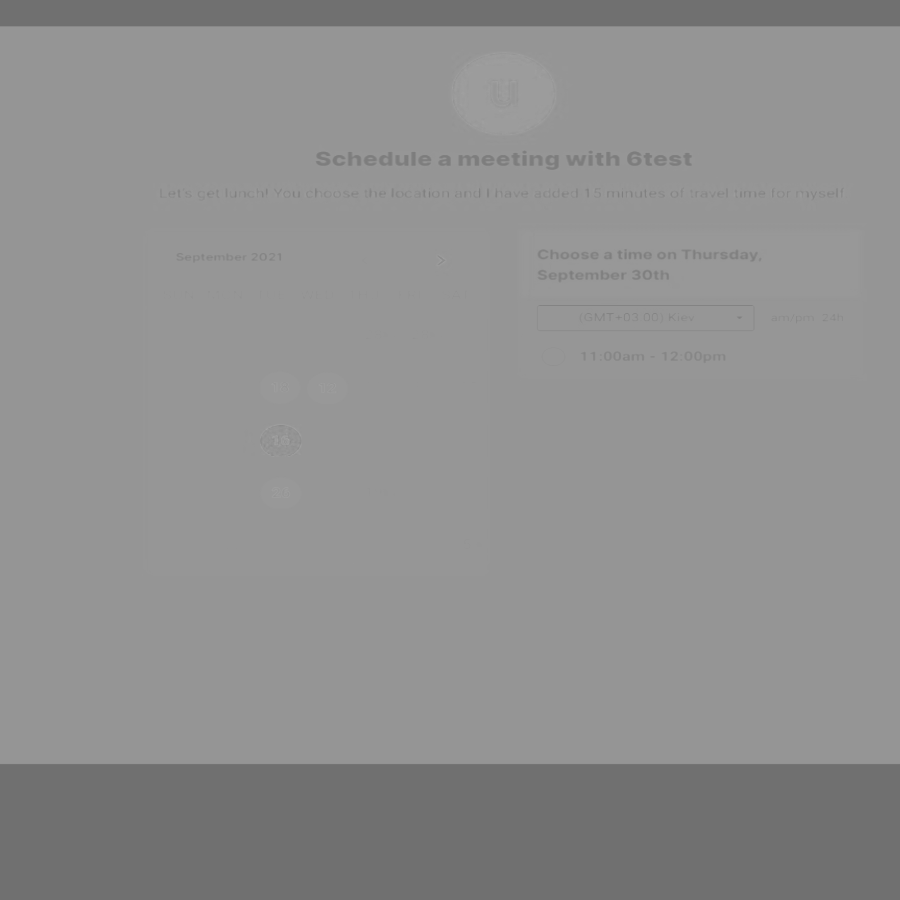 U
Schedule a meeting with 6test
Let's get lunch! You choose the location and I have added 15 minutes of travel time for myself
September 2021
Choose a time on Thursday,
September 30th
(GMT+03:00) Kiev
am/pm 24h
11:00am - 12:00pm